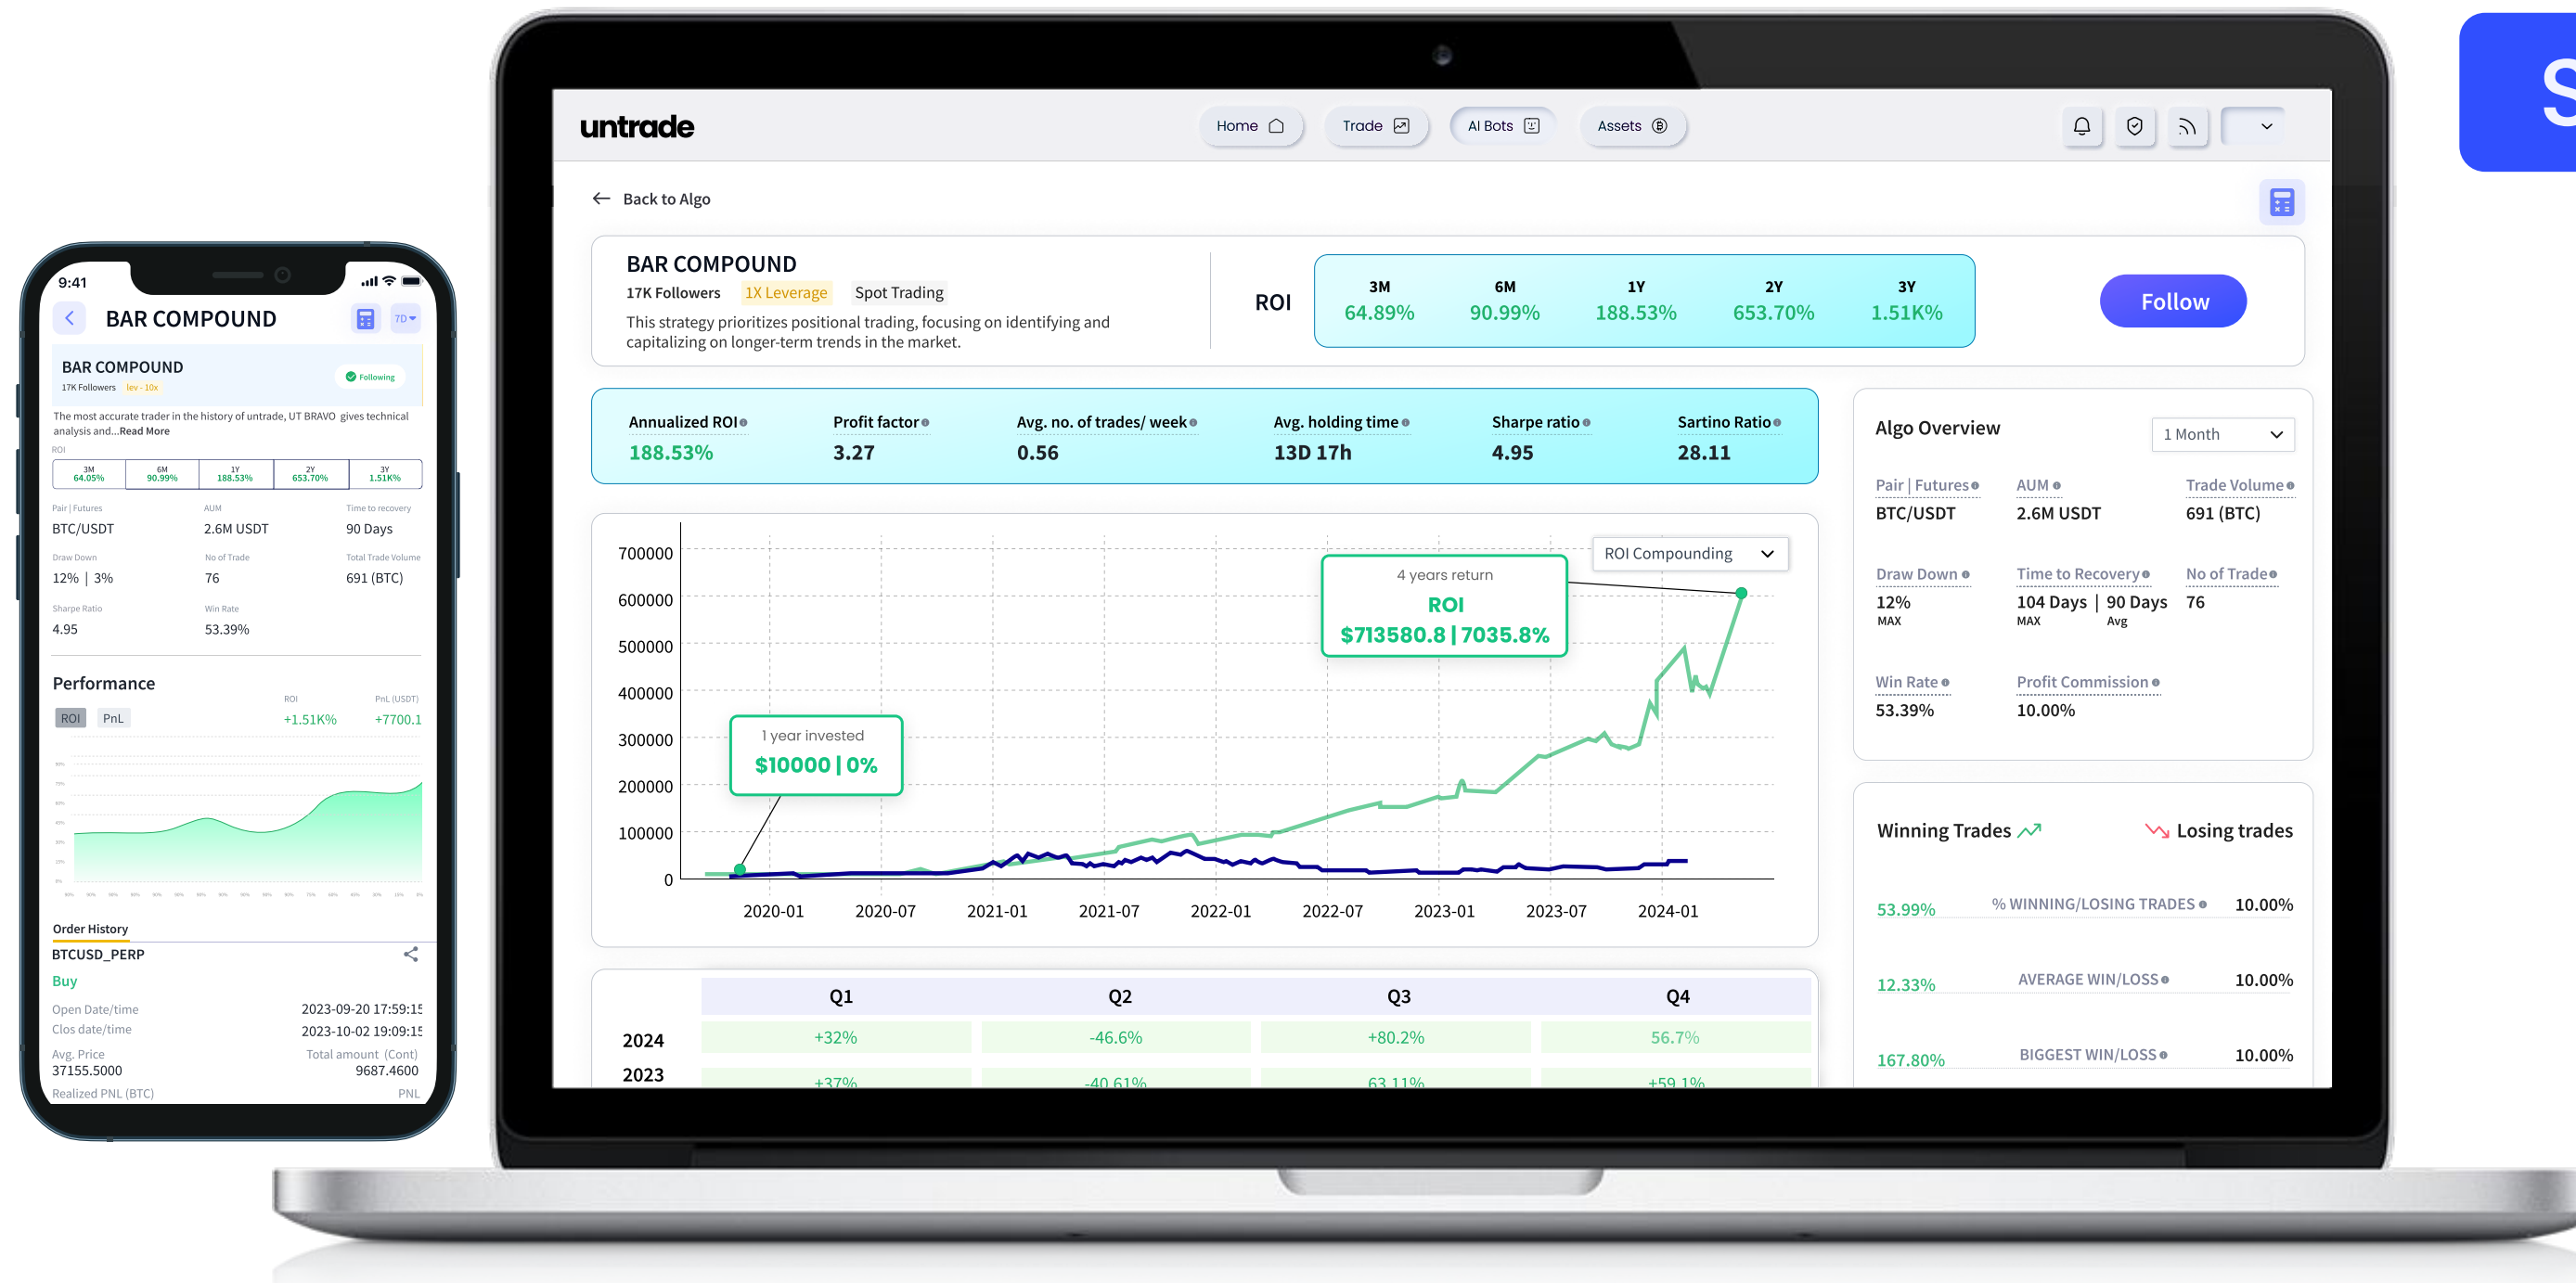 9:41
BAR COMPOUND
7D
BAR COMPOUND
17K Followers lev - 10x
Following
The most accurate trader in the history of untrade, UT BRAVO gives technical
analysis and...Read More
ROI
3M 6M 1Y 2Y 3Y
64.05% 90.99% 188.53% 653.70% 1.51K%
Pair | Futures AUM Time to recovery
BTC/USDT 2.6M USDT 90 Days
Draw Down No of Trade Total Trade Volume
12% | 3% 76 691 (BTC)
Sharpe Ratio Win Rate
4.95 53.39%
Performance
ROI PnL (USDT)
ROI PnL +1.51K% +7700.1
Order History
BTCUSD_PERP
Buy
Open Date/time 2023-09-20 17:59:15
Clos date/time 2023-10-02 19:09:15
Avg. Price Total amount (Cont)
37155.5000 9687.4600
Realized PNL (BTC) PNL
untrade
Home Trade AI Bots Assets
Back to Algo
BAR COMPOUND
17K Followers 1X Leverage Spot Trading
This strategy prioritizes positional trading, focusing on identifying and
capitalizing on longer-term trends in the market.
ROI
3M 6M 1Y 2Y 3Y
64.89% 90.99% 188.53% 653.70% 1.51K%
Follow
Annualized ROI Profit factor Avg. no. of trades/ week Avg. holding time Sharpe ratio Sartino Ratio
188.53% 3.27 0.56 13D 17h 4.95 28.11
ROI Compounding
700000
600000
500000
400000
300000
200000
100000
0
4 years return
ROI
$713580.8 | 7035.8%
1 year invested
$10000 | 0%
2020-01 2020-07 2021-01 2021-07 2022-01 2022-07 2023-01 2023-07 2024-01
Q1 Q2 Q3 Q4
2024 +32% -46.6% +80.2% 56.7%
2023 +37% -40.61% 63.11% +59.1%
Algo Overview
1 Month
Pair | Futures AUM Trade Volume
BTC/USDT 2.6M USDT 691 (BTC)
Draw Down Time to Recovery No of Trade
12% 104 Days | 90 Days 76
MAX MAX Avg
Win Rate Profit Commission
53.39% 10.00%
Winning Trades Losing trades
53.99% % WINNING/LOSING TRADES 10.00%
12.33% AVERAGE WIN/LOSS 10.00%
167.80% BIGGEST WIN/LOSS 10.00%